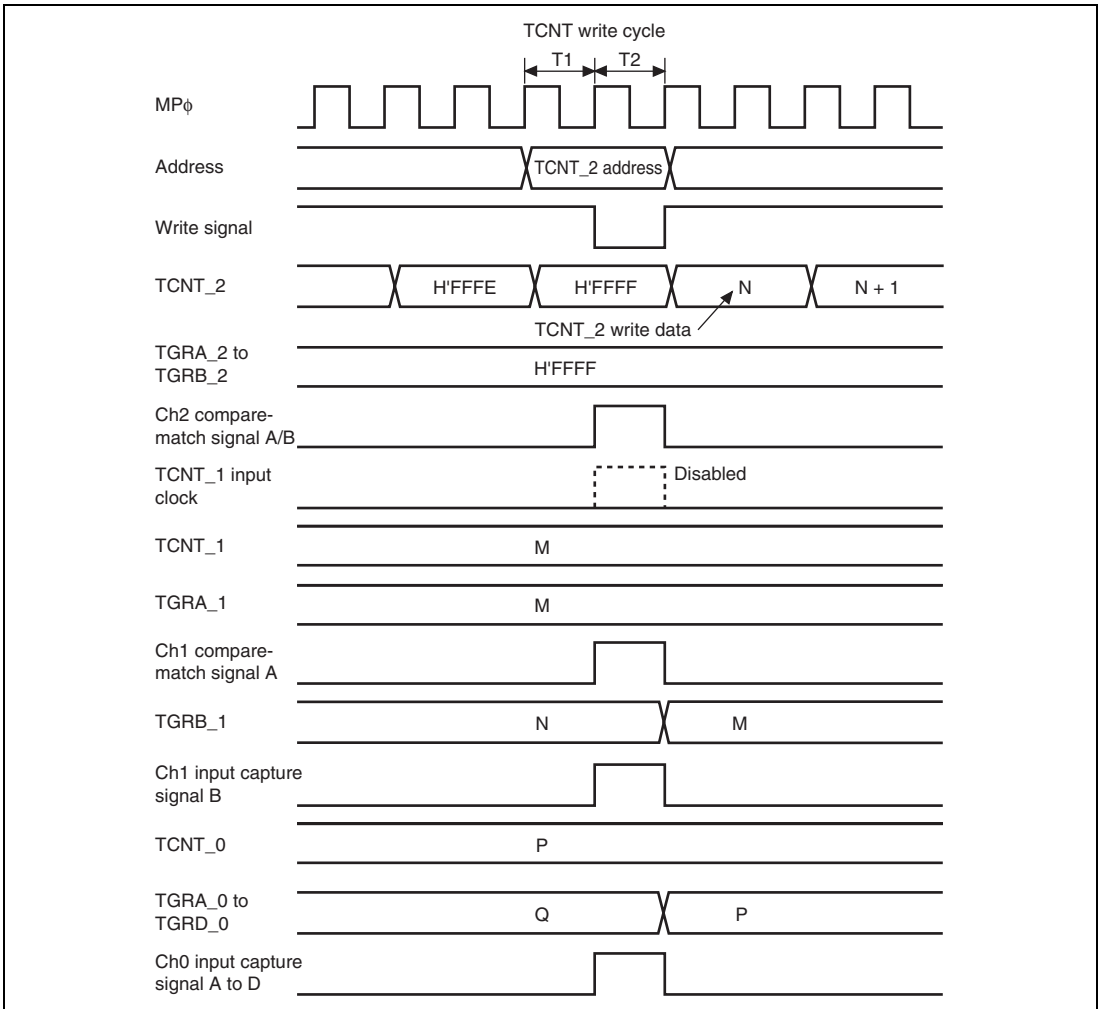 TCNT write cycle
T1 T2
MPϕ
Address
TCNT_2 address
Write signal
TCNT_2
H'FFFE H'FFFF N N + 1
TCNT_2 write data
TGRA_2 to
TGRB_2
H'FFFF
Ch2 compare-
match signal A/B
TCNT_1 input
clock
Disabled
TCNT_1
M
TGRA_1
M
Ch1 compare-
match signal A
TGRB_1
N M
Ch1 input capture
signal B
TCNT_0
P
TGRA_0 to
TGRD_0
Q P
Ch0 input capture
signal A to D